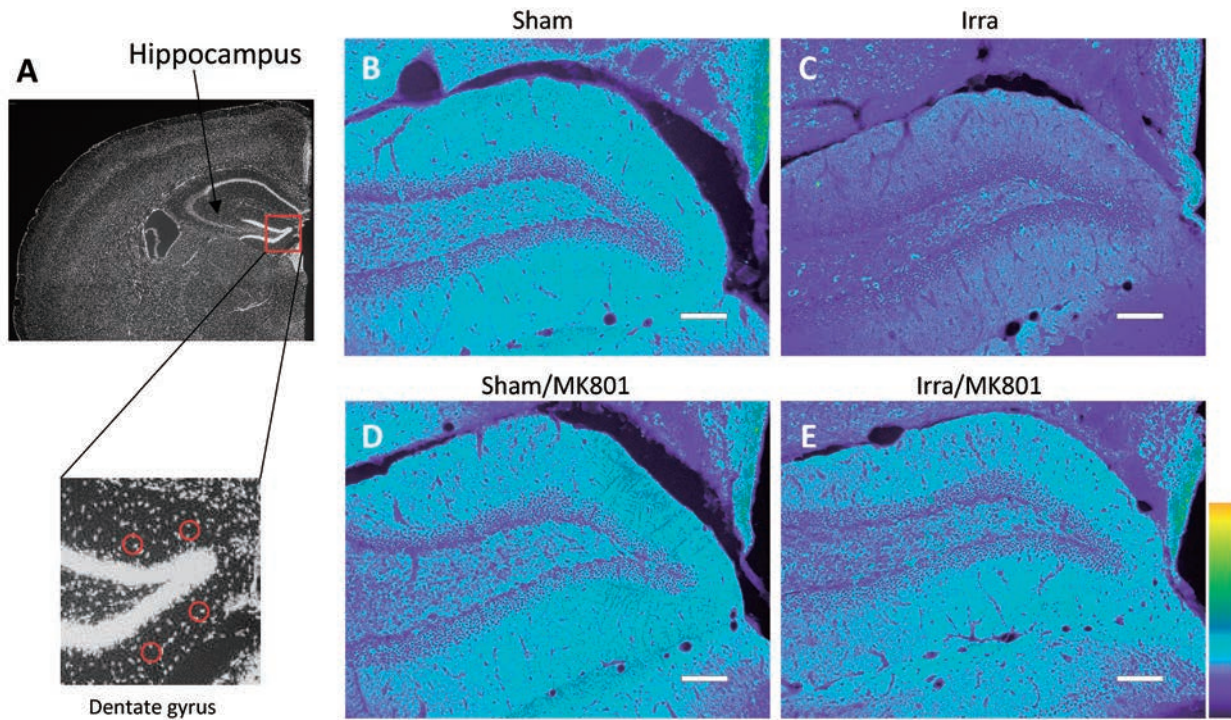 A
Hippocampus
Dentate gyrus
Sham
B
Irra
C
Sham/MK801
D
Irra/MK801
E